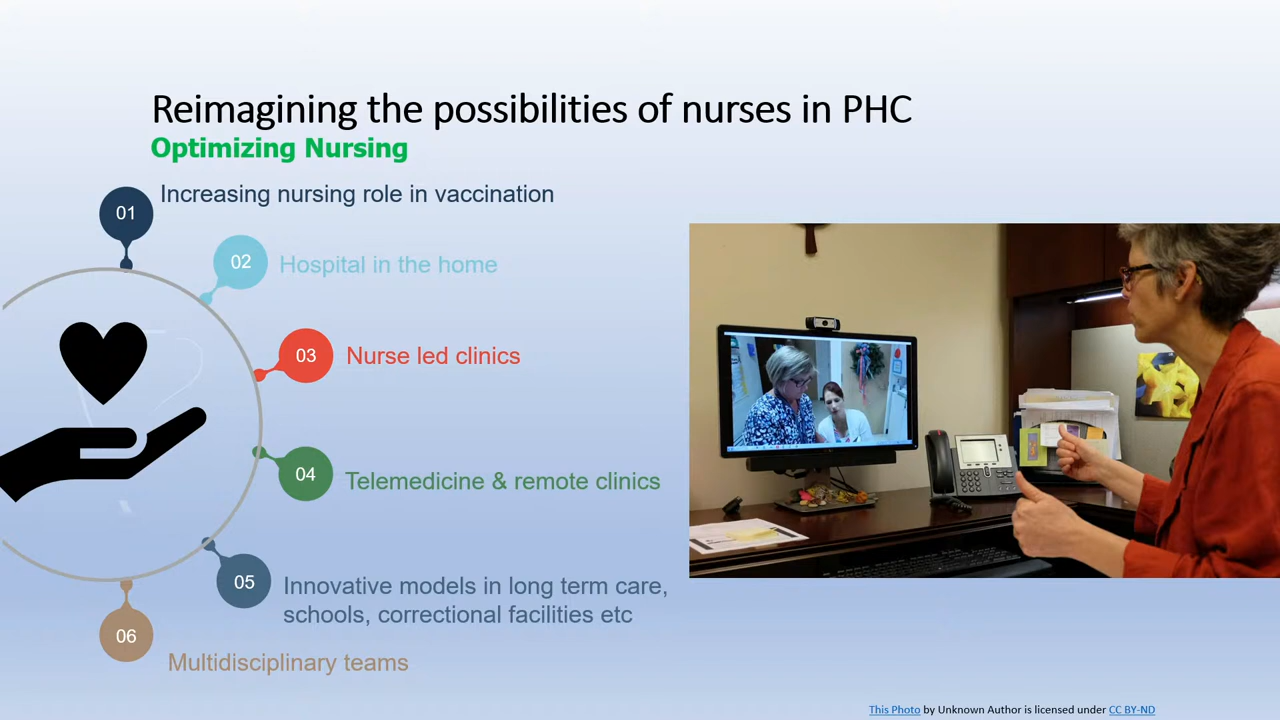 Reimagining the possibilities of nurses in PHC
Optimizing Nursing
01
Increasing nursing role in vaccination
02
Hospital in the home
03
Nurse led clinics
04
Telemedicine & remote clinics
05
Innovative models in long term care,
schools, correctional facilities etc
06
Multidisciplinary teams
This Photo by Unknown Author is licensed under CC BY-ND